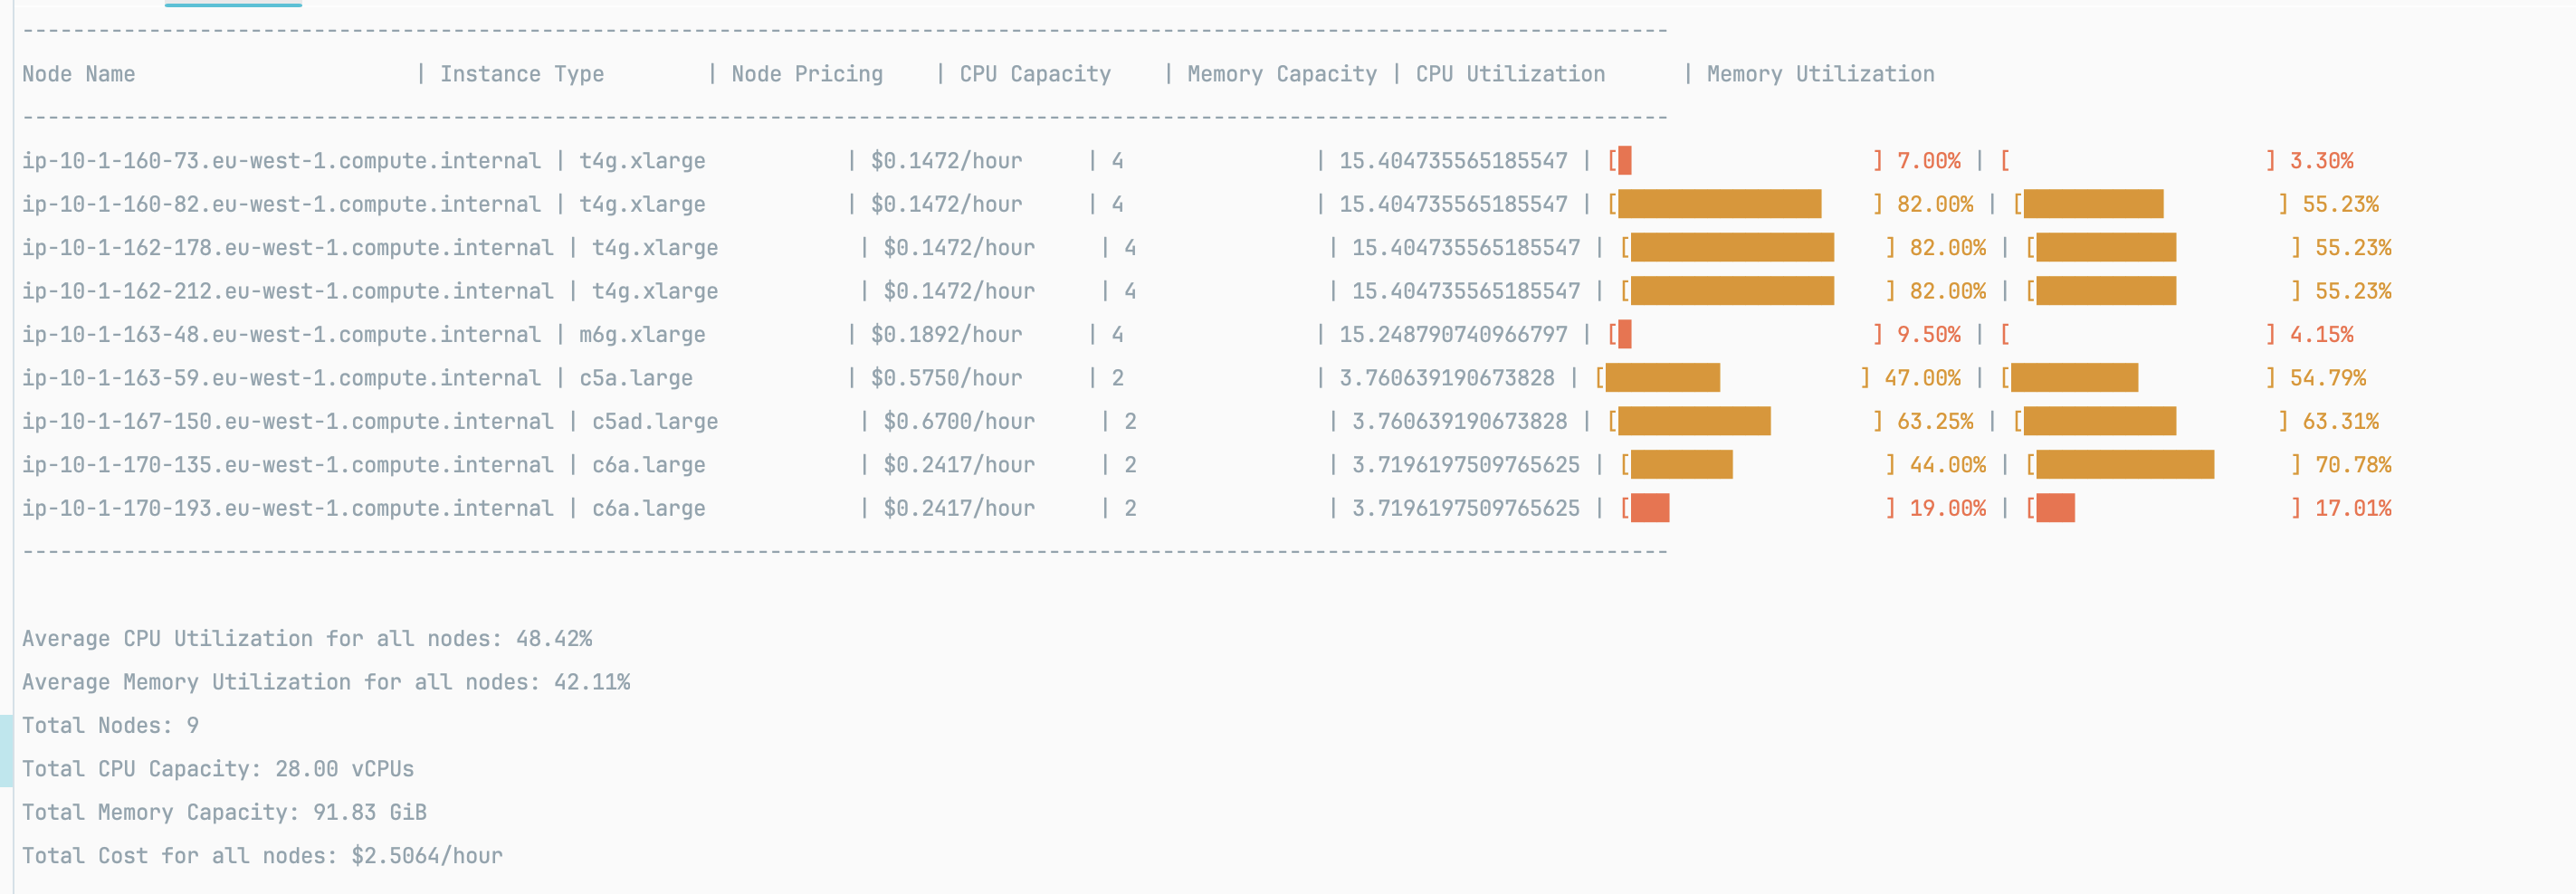 ------------------------------------------------------------------------------------------------------------------------------------
Node Name                      | Instance Type        | Node Pricing    | CPU Capacity    | Memory Capacity | CPU Utilization      | Memory Utilization
------------------------------------------------------------------------------------------------------------------------------------
ip-10-1-160-73.eu-west-1.compute.internal | t4g.xlarge           | $0.1472/hour     | 4               | 15.404735565185547 | [█                   ] 7.00% | [                    ] 3.30%
ip-10-1-160-82.eu-west-1.compute.internal | t4g.xlarge           | $0.1472/hour     | 4               | 15.404735565185547 | [████████████████    ] 82.00% | [███████████         ] 55.23%
ip-10-1-162-178.eu-west-1.compute.internal | t4g.xlarge           | $0.1472/hour     | 4               | 15.404735565185547 | [████████████████    ] 82.00% | [███████████         ] 55.23%
ip-10-1-162-212.eu-west-1.compute.internal | t4g.xlarge           | $0.1472/hour     | 4               | 15.404735565185547 | [████████████████    ] 82.00% | [███████████         ] 55.23%
ip-10-1-163-48.eu-west-1.compute.internal | m6g.xlarge           | $0.1892/hour     | 4               | 15.248790740966797 | [█                   ] 9.50% | [                    ] 4.15%
ip-10-1-163-59.eu-west-1.compute.internal | c5a.large            | $0.5750/hour     | 2               | 3.760639190673828 | [█████████           ] 47.00% | [██████████          ] 54.79%
ip-10-1-167-150.eu-west-1.compute.internal | c5ad.large           | $0.6700/hour     | 2               | 3.760639190673828 | [████████████        ] 63.25% | [████████████        ] 63.31%
ip-10-1-170-135.eu-west-1.compute.internal | c6a.large            | $0.2417/hour     | 2               | 3.7196197509765625 | [████████            ] 44.00% | [██████████████      ] 70.78%
ip-10-1-170-193.eu-west-1.compute.internal | c6a.large            | $0.2417/hour     | 2               | 3.7196197509765625 | [███                 ] 19.00% | [███                 ] 17.01%
------------------------------------------------------------------------------------------------------------------------------------
Average CPU Utilization for all nodes: 48.42%
Average Memory Utilization for all nodes: 42.11%
Total Nodes: 9
Total CPU Capacity: 28.00 vCPUs
Total Memory Capacity: 91.83 GiB
Total Cost for all nodes: $2.5064/hour